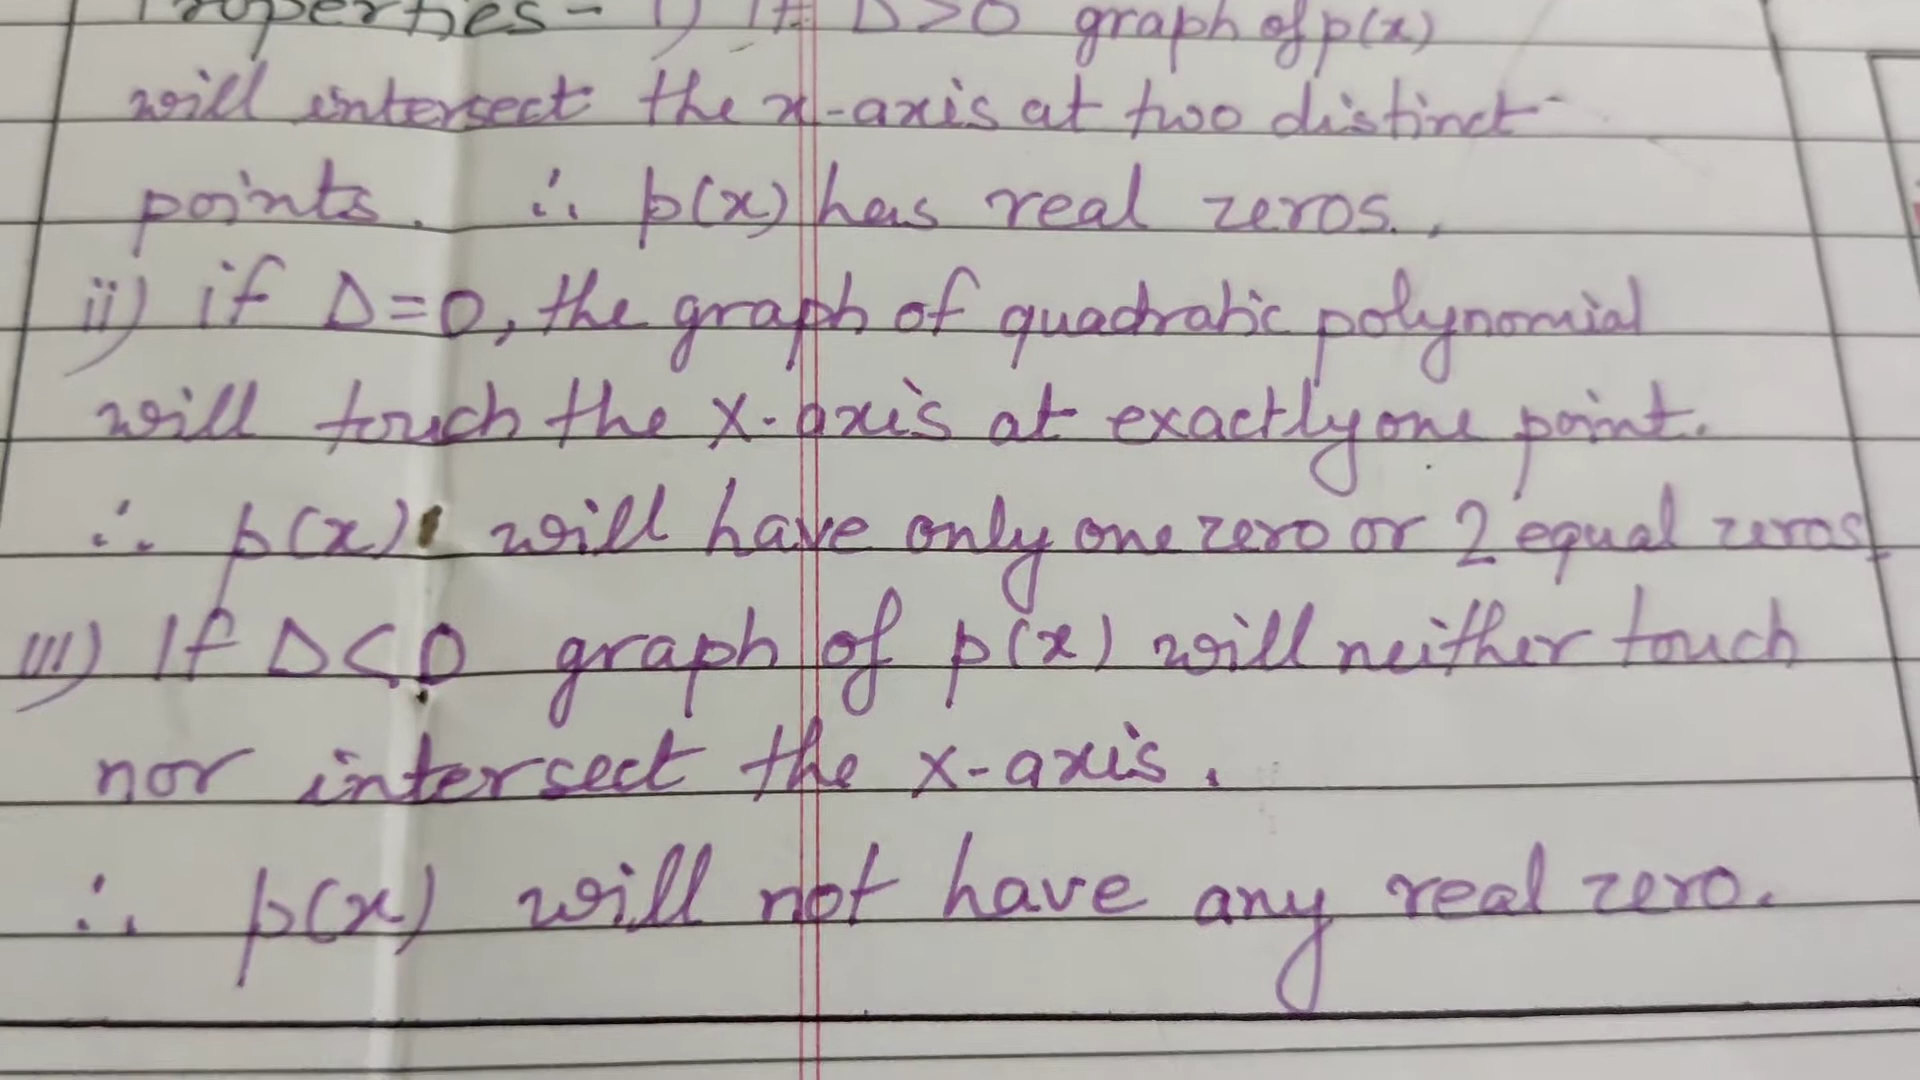 Properties - i) If Δ>0 graph of p(x)
will intersect the x-axis at two distinct
points. ∴ p(x) has real zeros.
ii) if Δ=0, the graph of quadratic polynomial
will touch the x-axis at exactly one point.
∴ p(x) will have only one zero or 2 equal zeros
iii) If Δ<0 graph of p(x) will neither touch
nor intersect the x-axis.
∴ p(x) will not have any real zero.